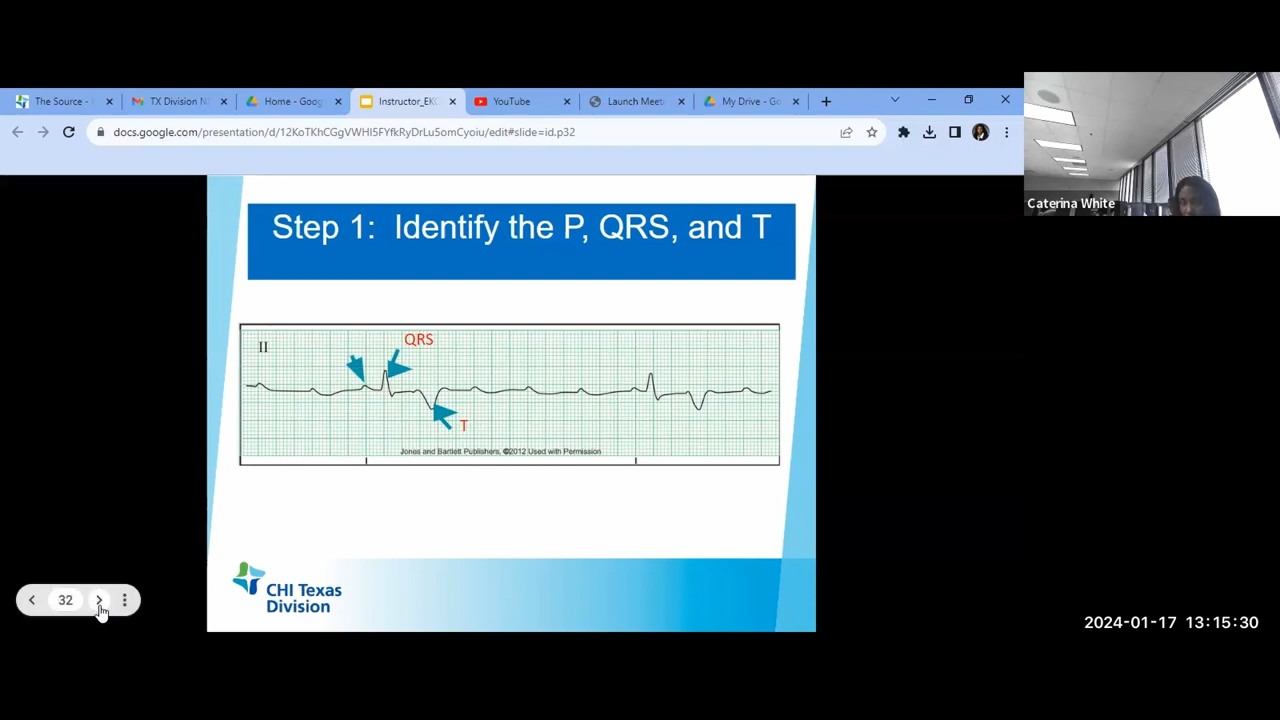 The Source -
TX Division N
Home - Goog
Instructor_EK
YouTube
Launch Meeti
My Drive - Go
docs.google.com/presentation/d/12KoTKhCGgVWHI5FYfkRyDrLu5omCyoiu/edit#slide=id.p32
Caterina White
Step 1: Identify the P, QRS, and T
QRS
II
T
Jones and Bartlett Publishers, ©2012 Used with Permission
CHI Texas
Division
32
2024-01-17 13:15:30